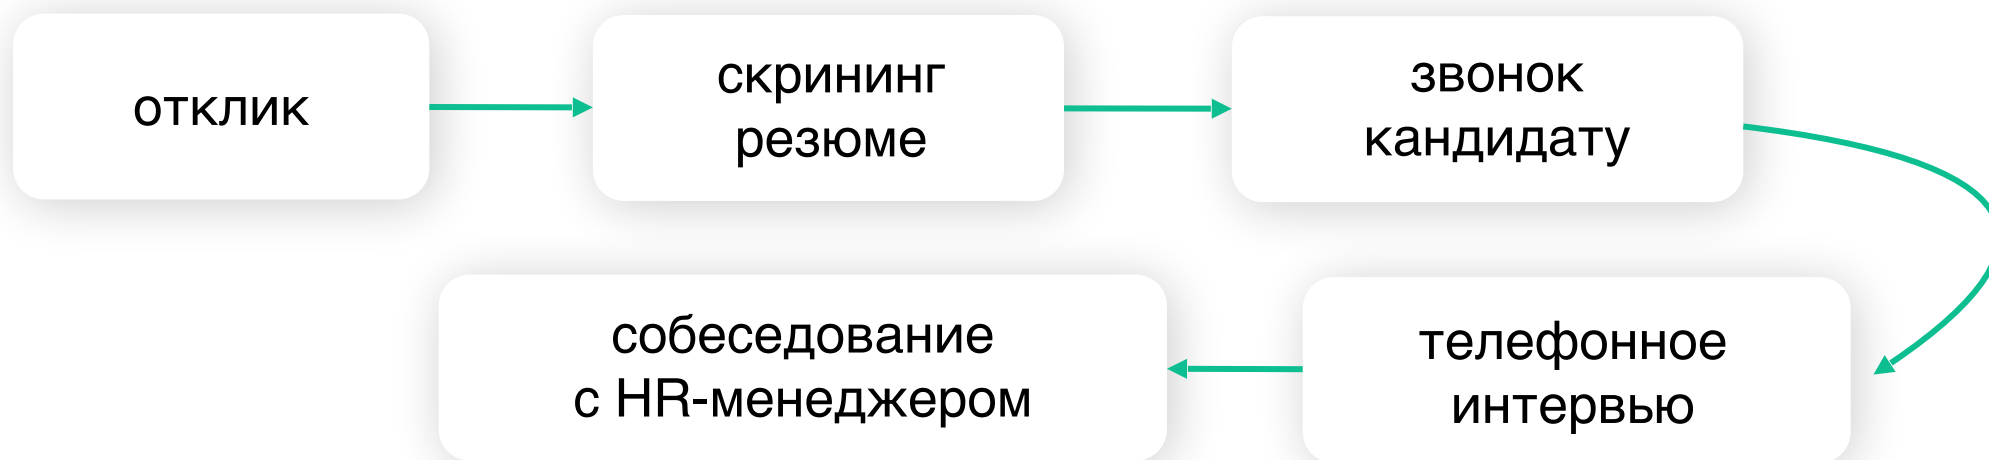 отклик
скрининг
резюме
звонок
кандидату
телефонное
интервью
собеседование
с HR-менеджером